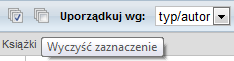 Uporządkuj wg: typ/autor
Książki Wyczyść zaznaczenie